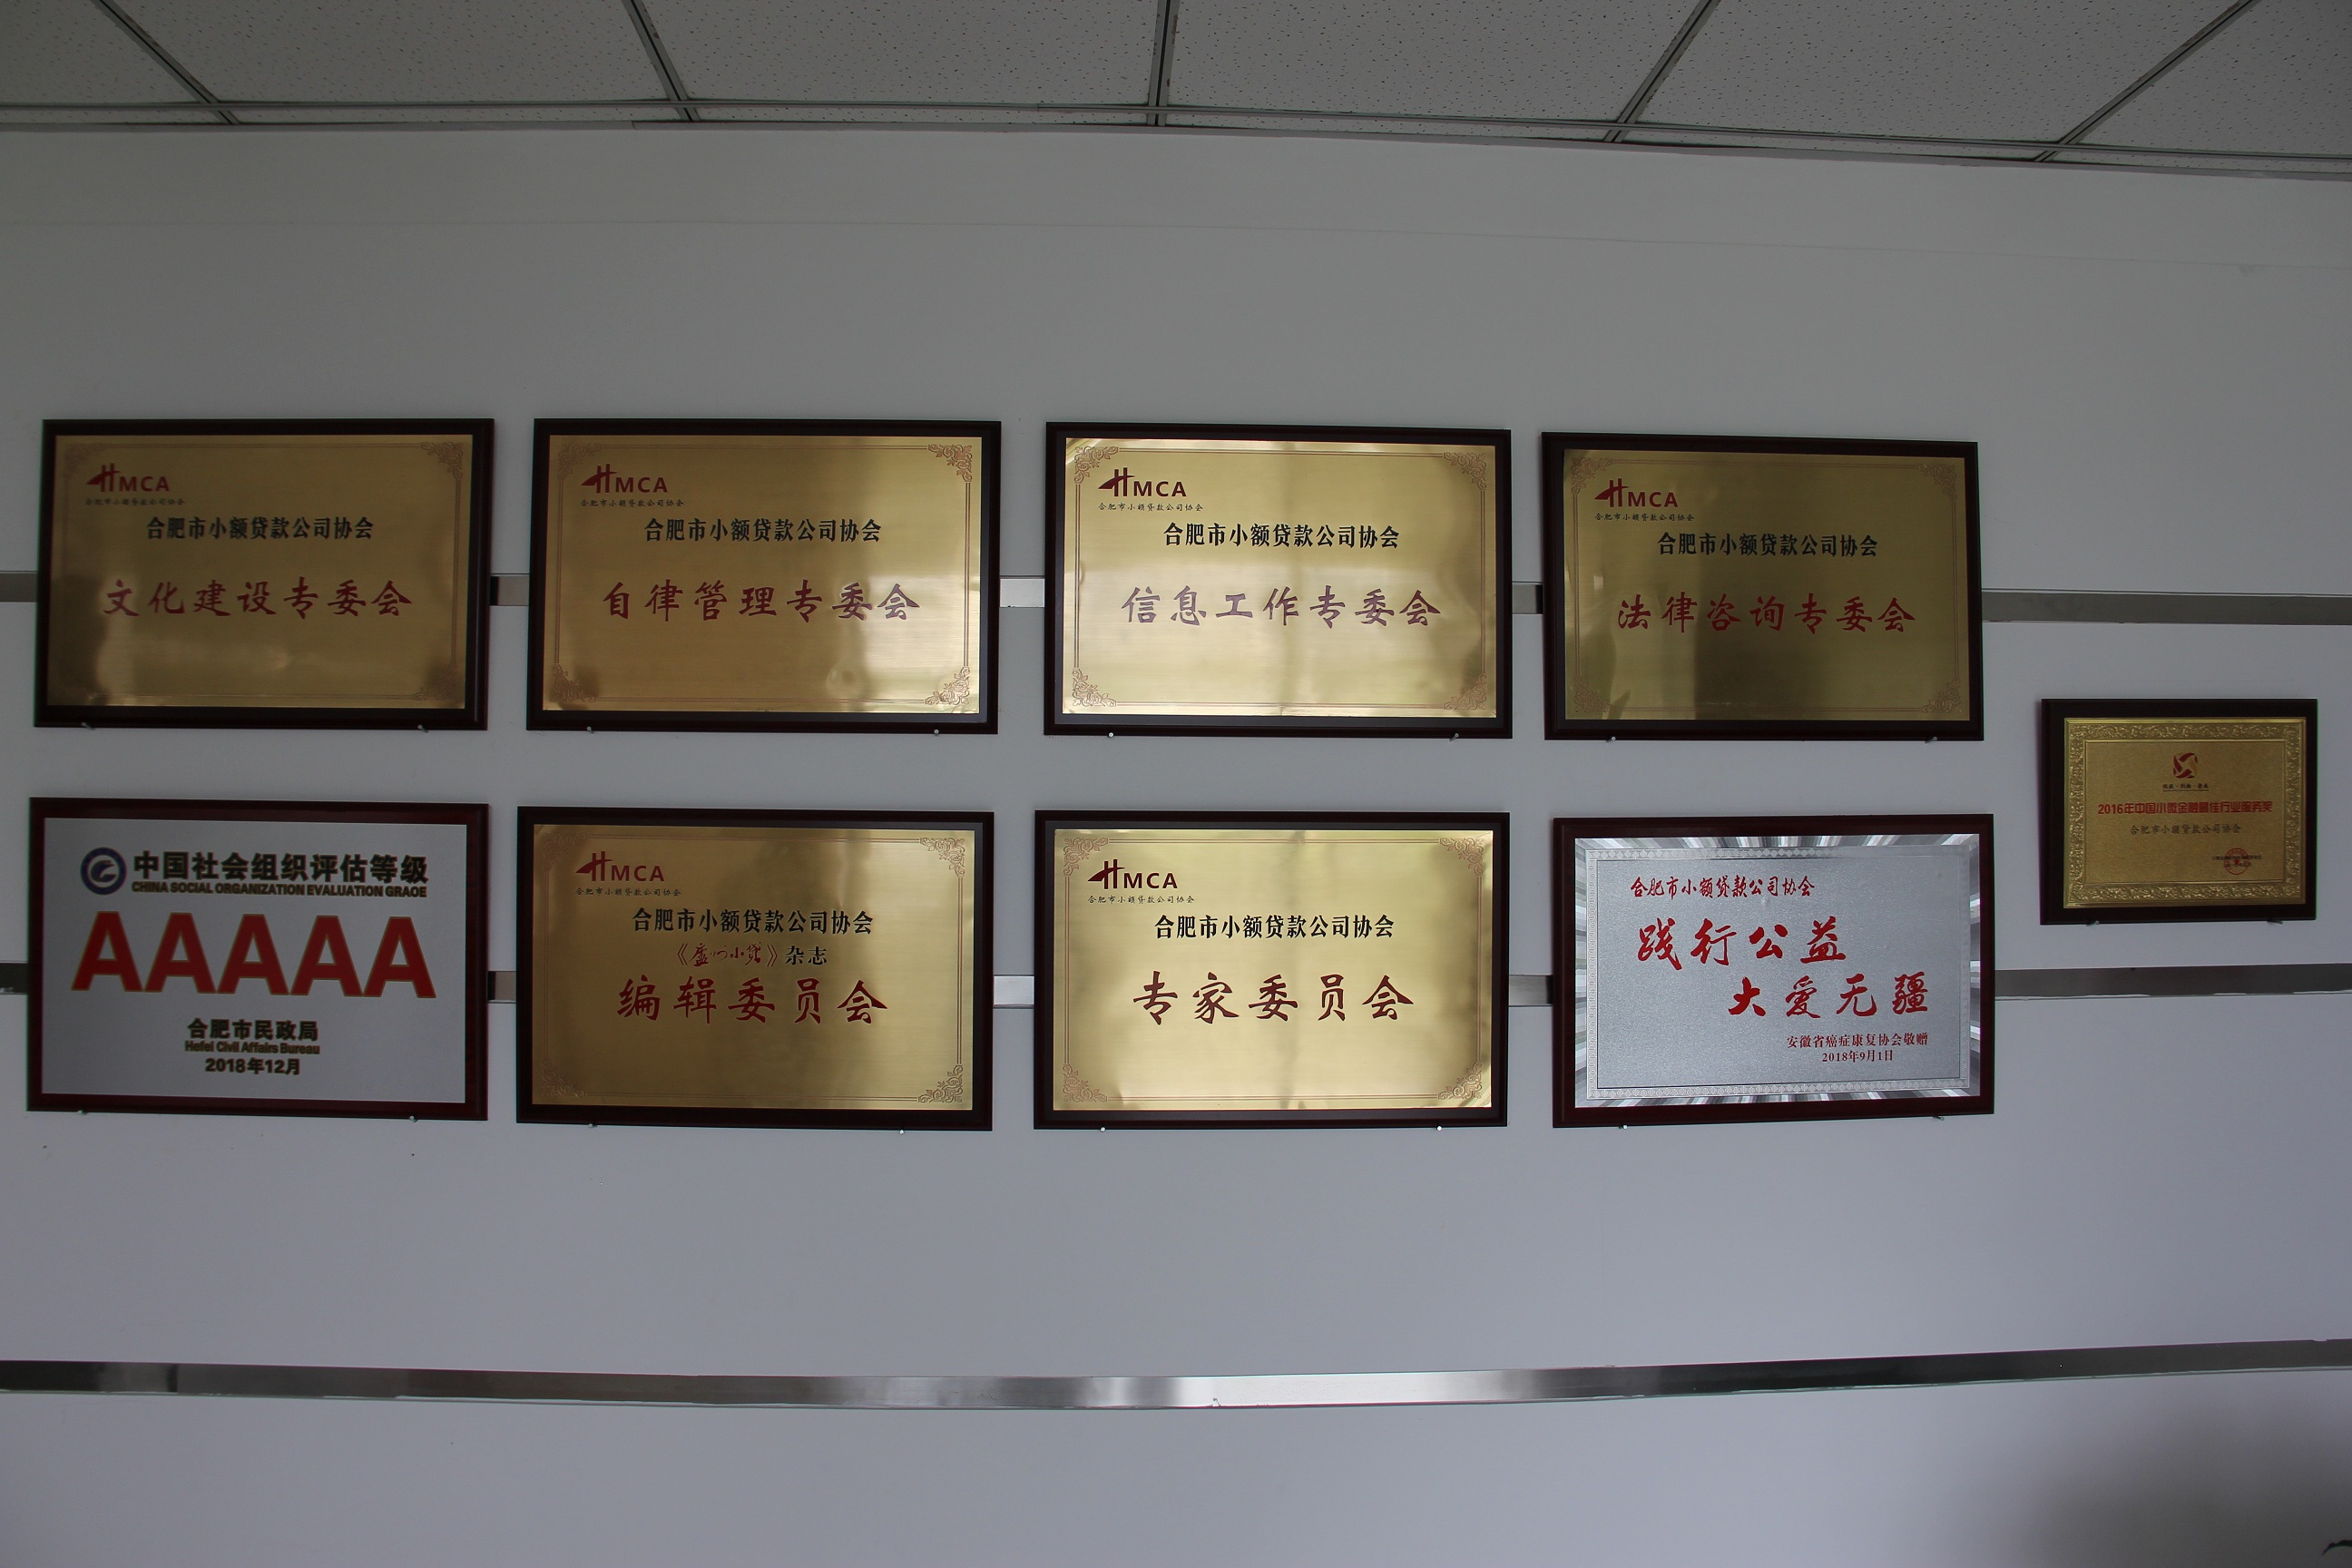 HMCA
合肥市小额贷款公司协会
合肥市小额贷款公司协会
文化建设专委会
HMCA
合肥市小额贷款公司协会
合肥市小额贷款公司协会
自律管理专委会
HMCA
合肥市小额贷款公司协会
合肥市小额贷款公司协会
信息工作专委会
HMCA
合肥市小额贷款公司协会
合肥市小额贷款公司协会
法律咨询专委会
2016年中国小微金融最佳行业服务奖
合肥市小额贷款公司协会
中国社会组织评估等级
CHINA SOCIAL ORGANIZATION EVALUATION GRAOE
AAAAA
合肥市民政局
Hefei Civil Affairs Bureau
2018年12月
HMCA
合肥市小额贷款公司协会
合肥市小额贷款公司协会
《庐州小贷》杂志
编辑委员会
HMCA
合肥市小额贷款公司协会
合肥市小额贷款公司协会
专家委员会
合肥市小额贷款公司协会
践行公益
大爱无疆
安徽省癌症康复协会敬赠
2018年9月1日